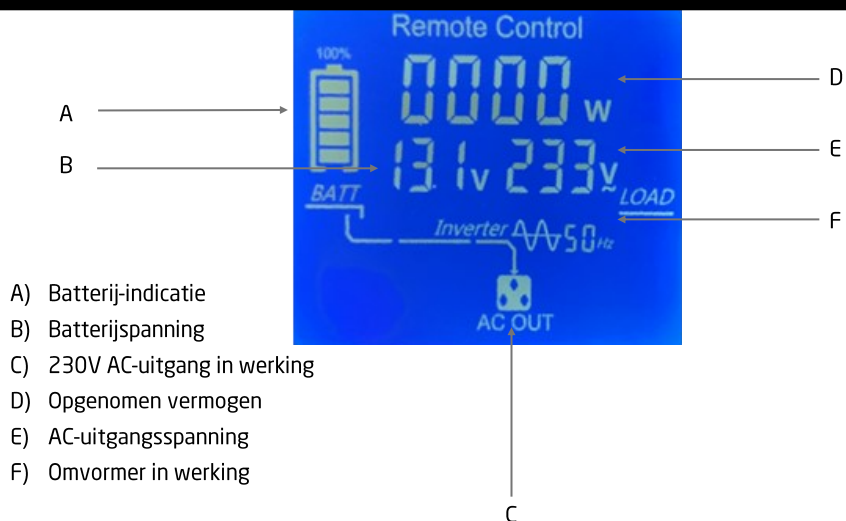 Remote Control
100%
0000 W
D
A
E
B
13.1v 233V
BATT
LOAD
F
Inverter 50Hz
A) Batterij-indicatie
B) Batterijspanning
AC OUT
C) 230V AC-uitgang in werking
D) Opgenomen vermogen
E) AC-uitgangsspanning
F) Omvormer in werking
C